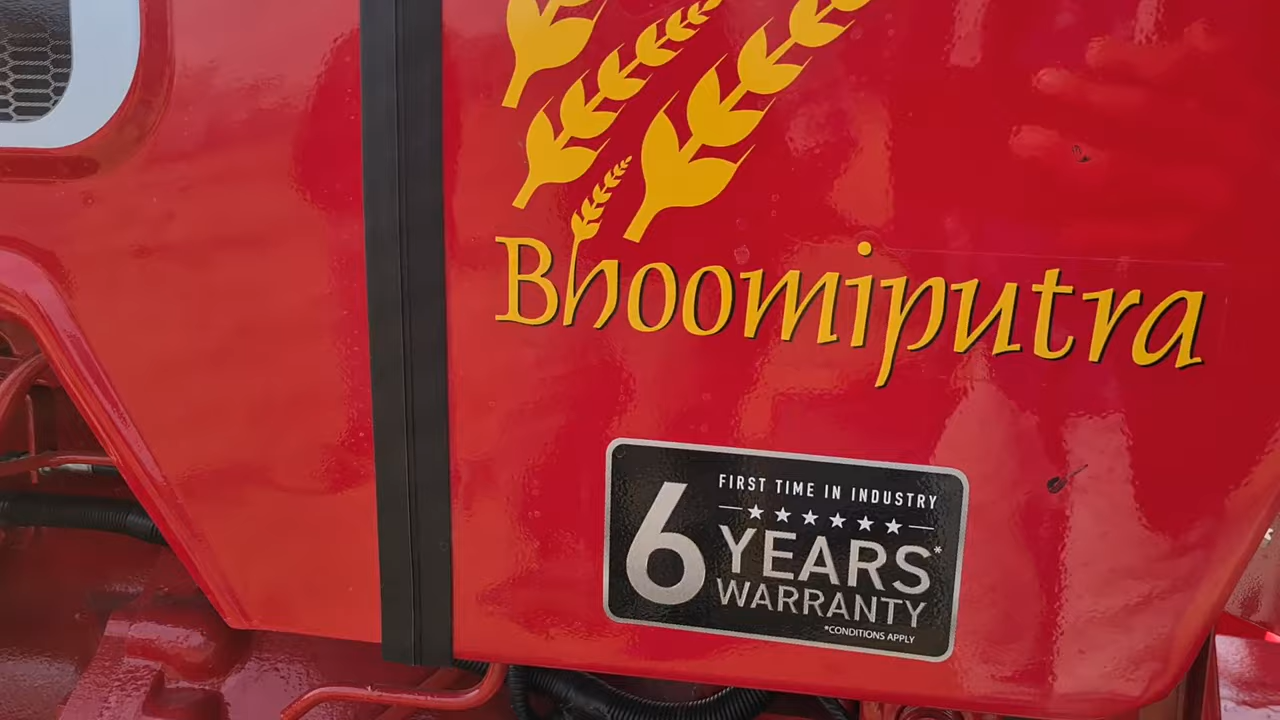 Bhoomiputra
FIRST TIME IN INDUSTRY
6 YEARS*
WARRANTY
*CONDITIONS APPLY